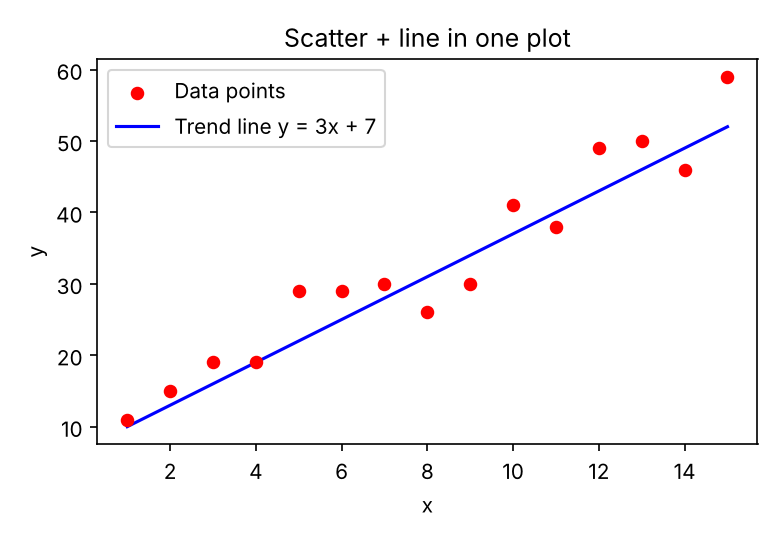 Scatter + line in one plot
Data points
Trend line y = 3x + 7
60
50
40
30
20
10
y
2 4 6 8 10 12 14
x